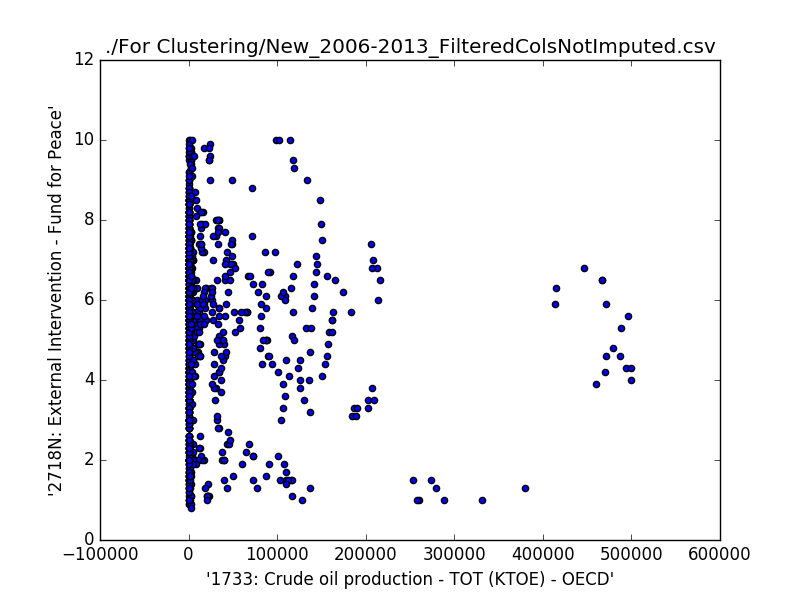 ./For Clustering/New_2006-2013_FilteredColsNotImputed.csv
12
10
8
6
4
2
0
'2718N: External Intervention - Fund for Peace'
−100000 0 100000 200000 300000 400000 500000 600000
'1733: Crude oil production - TOT (KTOE) - OECD'